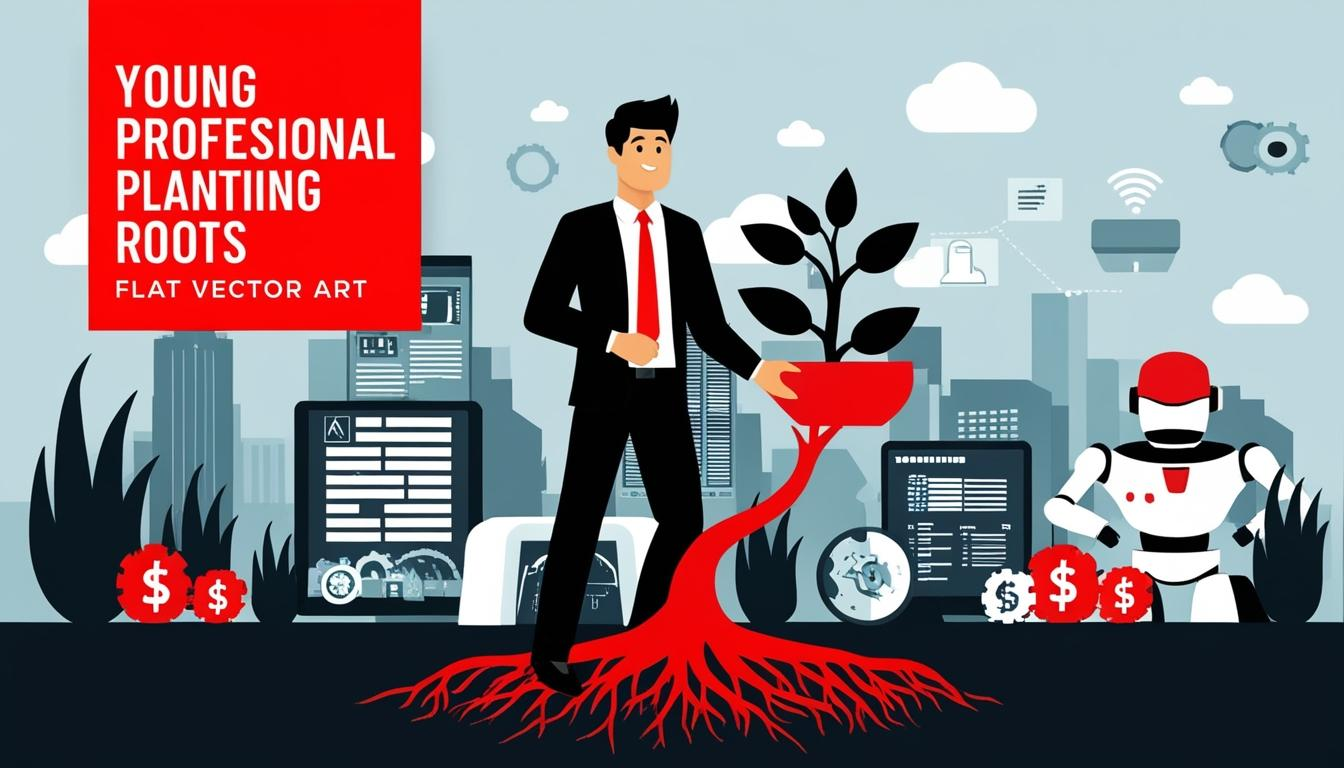 YOUNG
PROFESIONAL
PLANTIING
ROOTS
FLAT VECTOR ART
$
$
$
$
$